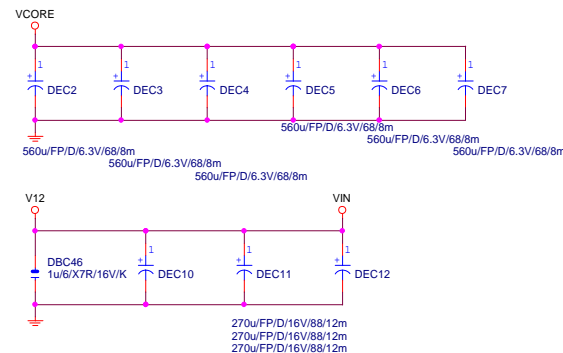 VCORE
1 1 1 1 1 1
+ + + + + +
DEC2 DEC3 DEC4 DEC5 DEC6 DEC7
560u/FP/D/6.3V/68/8m
560u/FP/D/6.3V/68/8m
560u/FP/D/6.3V/68/8m
560u/FP/D/6.3V/68/8m
560u/FP/D/6.3V/68/8m
560u/FP/D/6.3V/68/8m
V12 VIN
1 1 1
+ + +
DBC46
1u/6/X7R/16V/K
DEC10 DEC11 DEC12
270u/FP/D/16V/88/12m
270u/FP/D/16V/88/12m
270u/FP/D/16V/88/12m